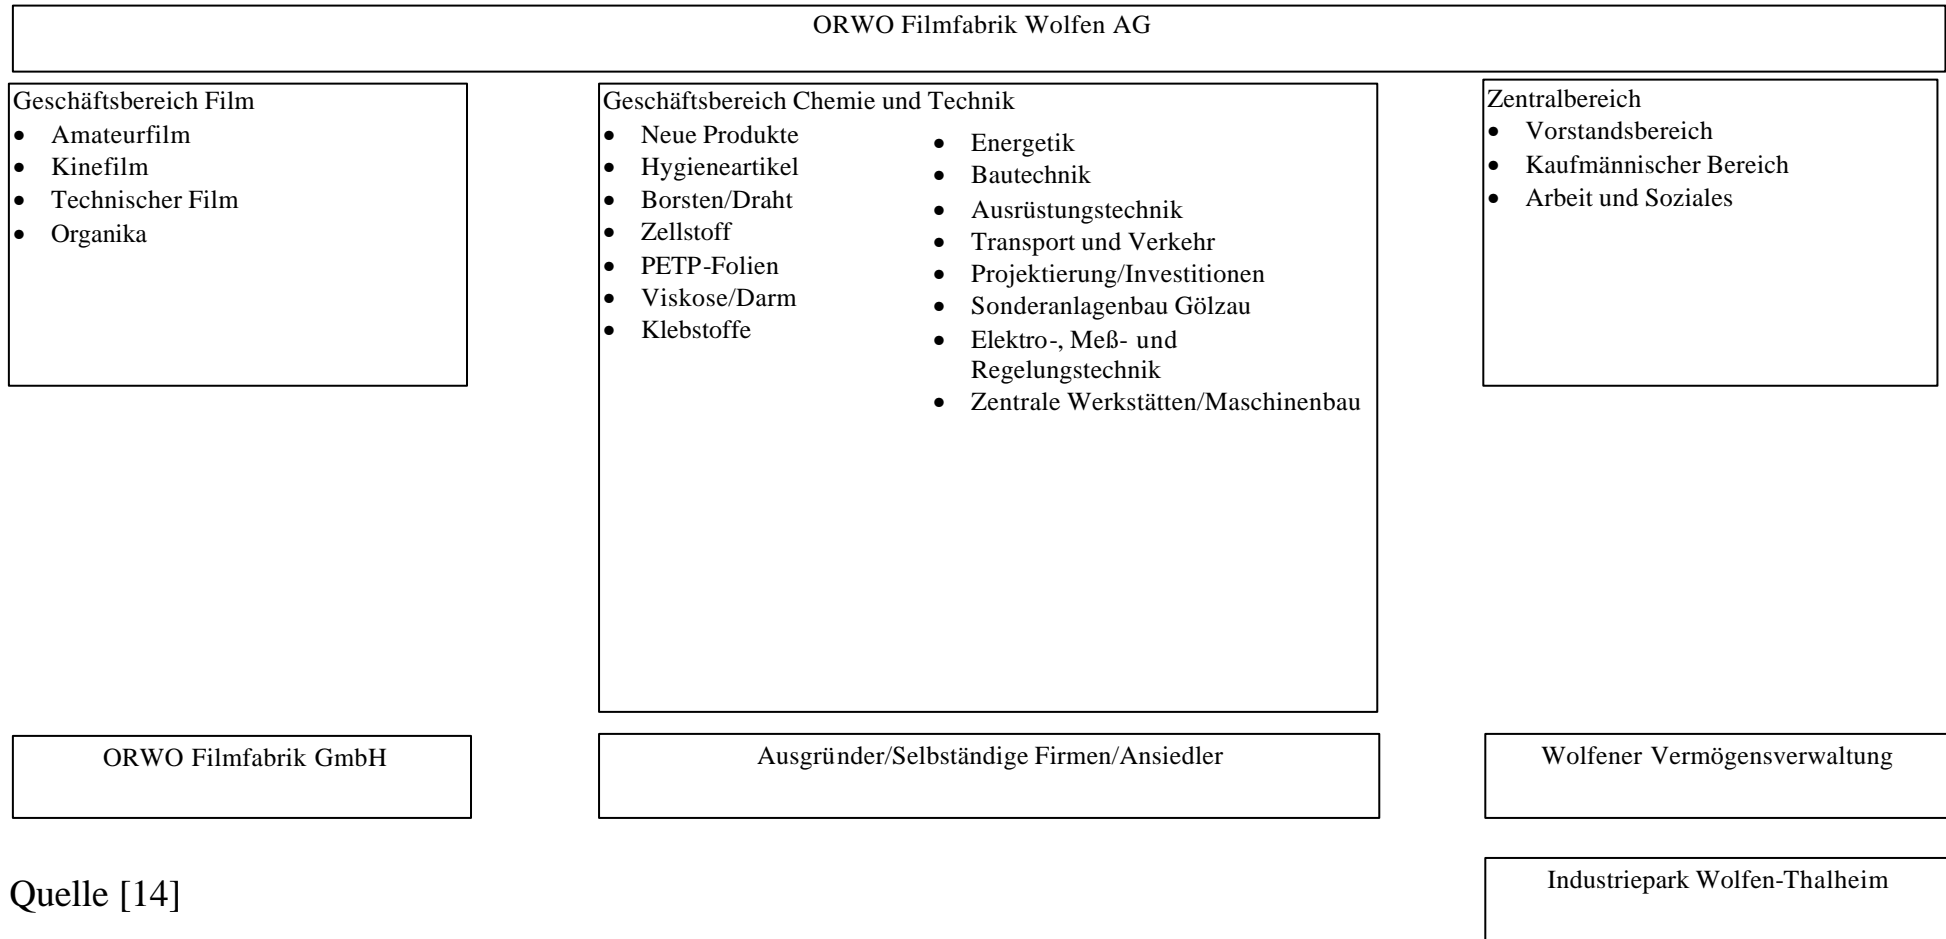 ORWO Filmfabrik Wolfen AG
Geschäftsbereich Film
• Amateurfilm
• Kinefilm
• Technischer Film
• Organika
Geschäftsbereich Chemie und Technik
• Neue Produkte
• Hygieneartikel
• Borsten/Draht
• Zellstoff
• PETP-Folien
• Viskose/Darm
• Klebstoffe
• Energetik
• Bautechnik
• Ausrüstungstechnik
• Transport und Verkehr
• Projektierung/Investitionen
• Sonderanlagenbau Gölzau
• Elektro-, Meß- und
Regelungstechnik
• Zentrale Werkstätten/Maschinenbau
Zentralbereich
• Vorstandsbereich
• Kaufmännischer Bereich
• Arbeit und Soziales
ORWO Filmfabrik GmbH
Ausgründer/Selbständige Firmen/Ansiedler
Wolfener Vermögensverwaltung
Industriepark Wolfen-Thalheim
Quelle [14]